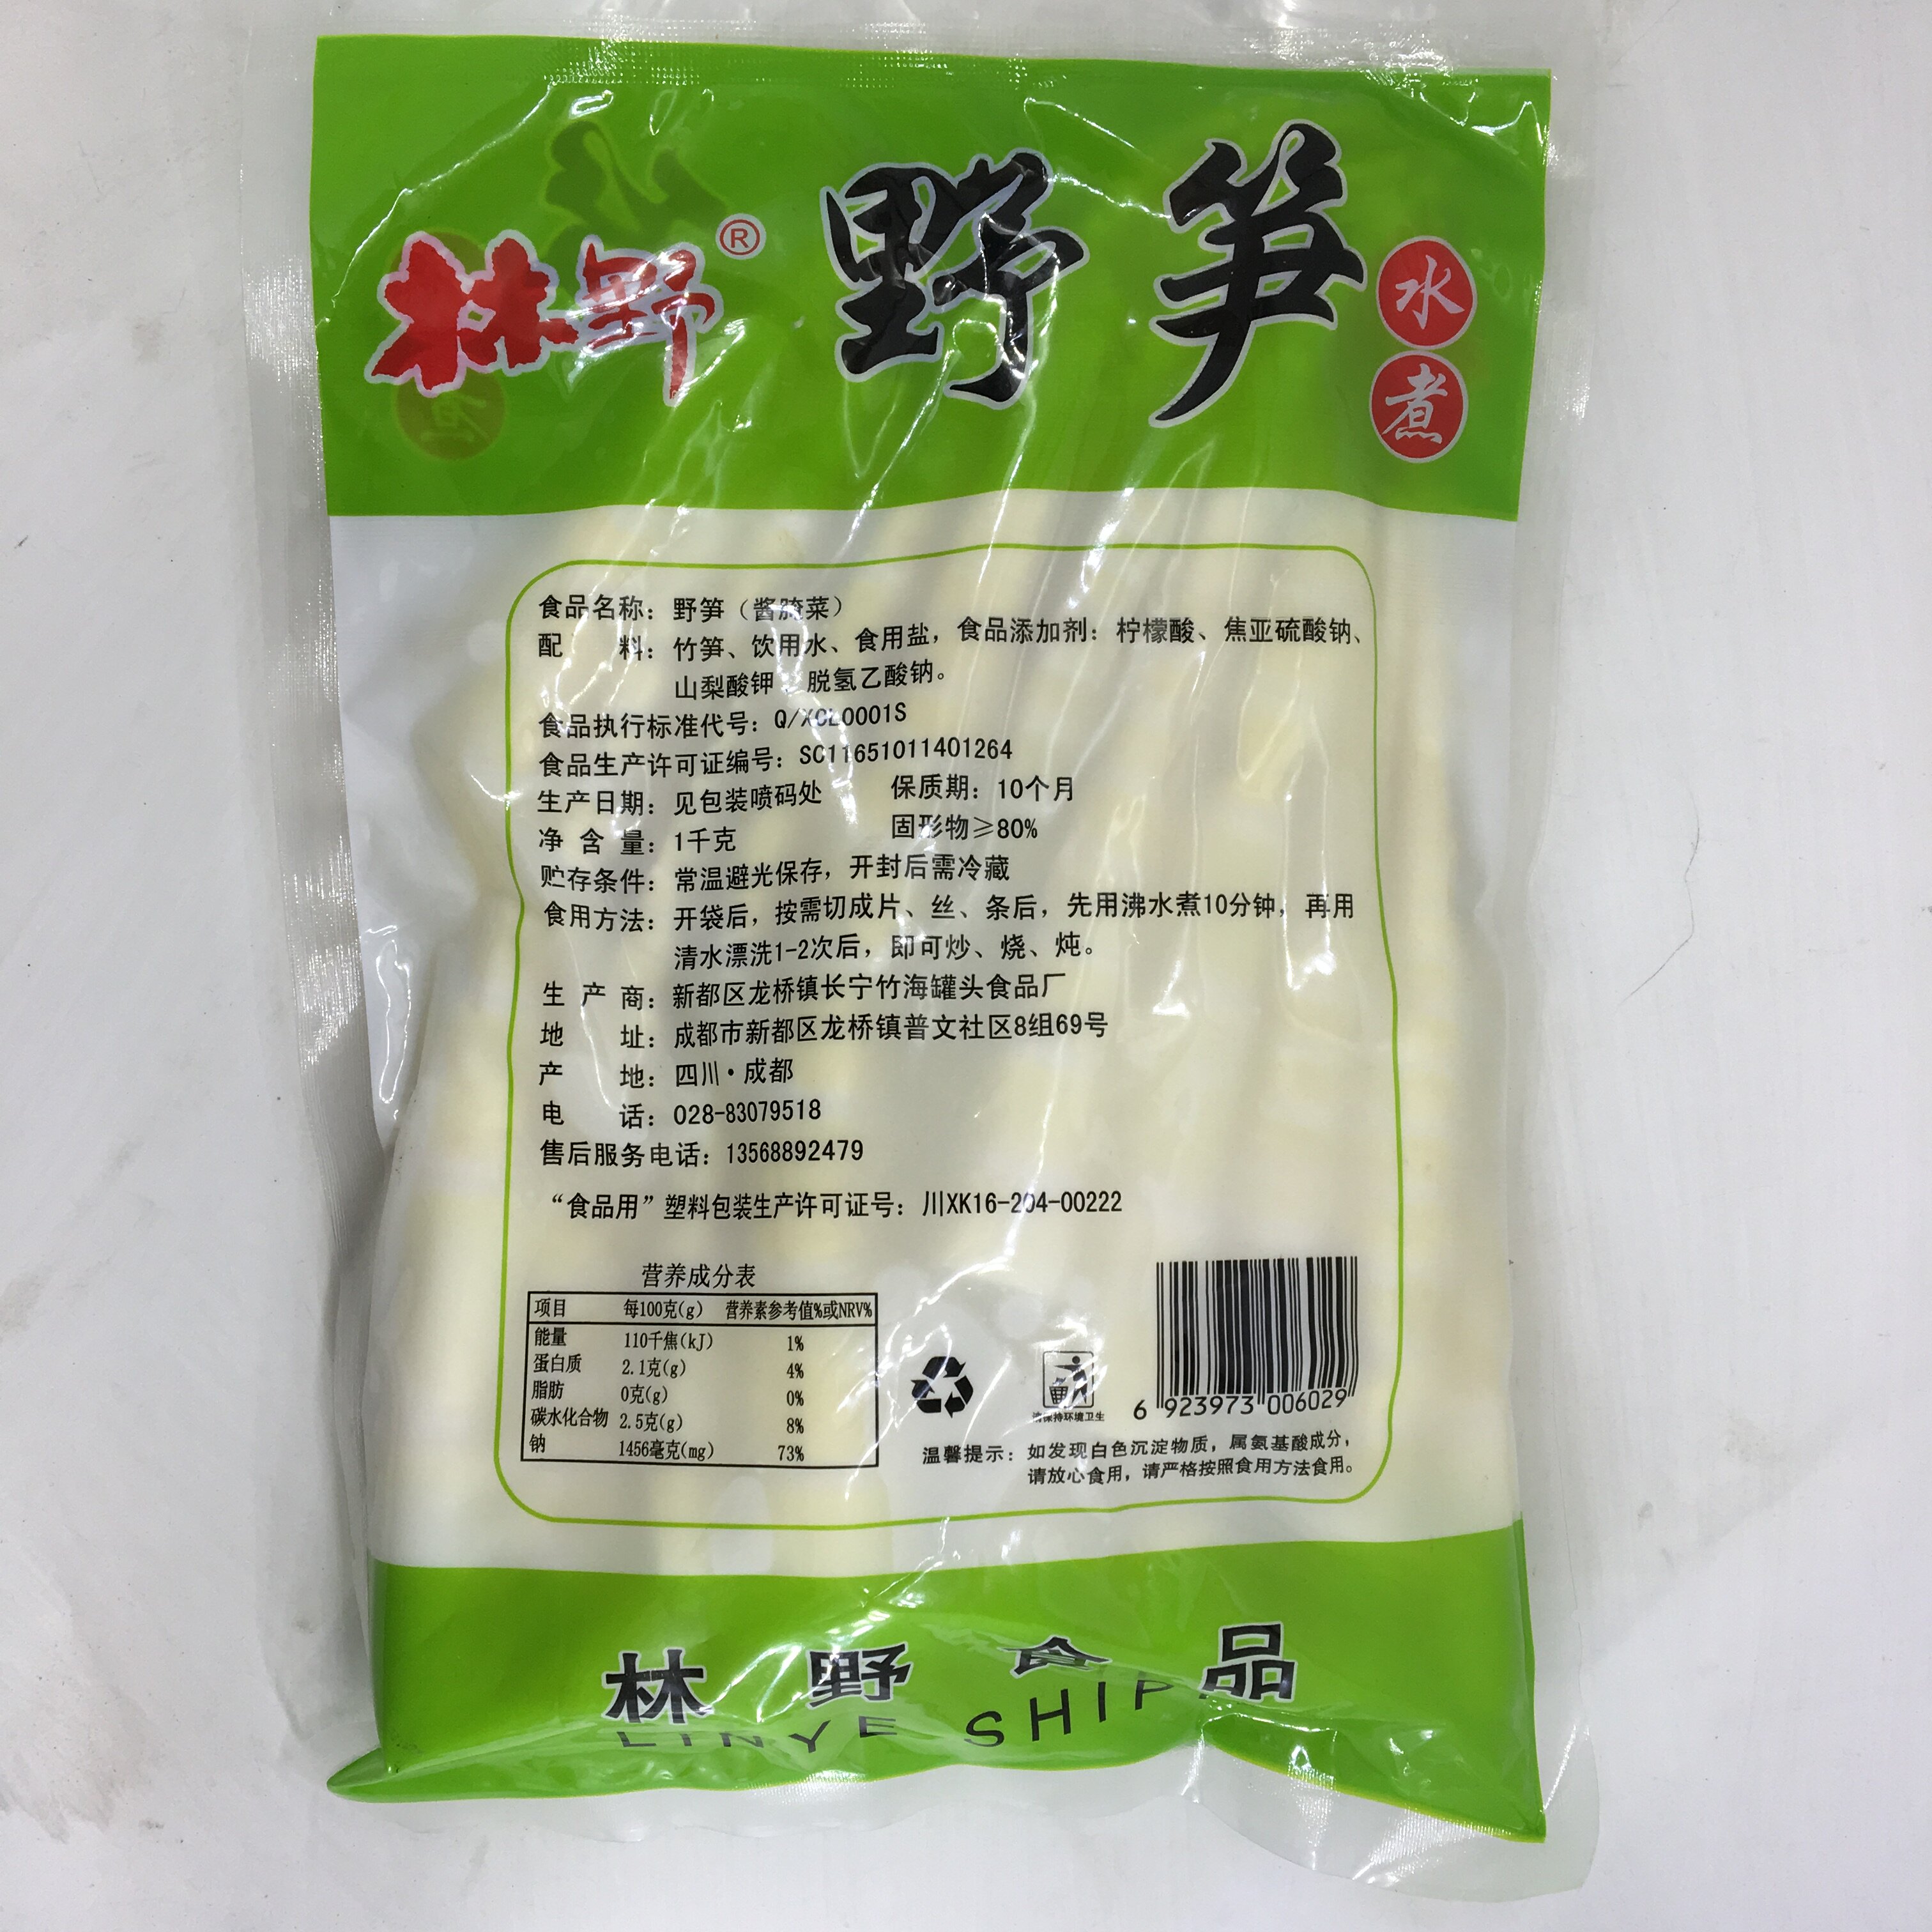 林野®
野笋
水煮
食品名称：野笋（酱腌菜）
配 料：竹笋、饮用水、食用盐，食品添加剂：柠檬酸、焦亚硫酸钠、
山梨酸钾、脱氢乙酸钠。
食品执行标准代号：Q/XCL0001S
食品生产许可证编号：SC11651011401264
生产日期：见包装喷码处 保质期：10个月
净含量：1千克 固形物≥80%
贮存条件：常温避光保存，开封后需冷藏
食用方法：开袋后，按需切成片、丝、条后，先用沸水煮10分钟，再用
清水漂洗1-2次后，即可炒、烧、炖。
生产商：新都区龙桥镇长宁竹海罐头食品厂
地 址：成都市新都区龙桥镇普文社区8组69号
产 地：四川·成都
电 话：028-83079518
售后服务电话：13568892479
“食品用”塑料包装生产许可证号：川XK16-204-00222
营养成分表
项目 每100克(g) 营养素参考值%或NRV%
能量 110千焦(kJ) 1%
蛋白质 2.1克(g) 4%
脂肪 0克(g) 0%
碳水化合物 2.5克(g) 8%
钠 1456毫克(mg) 73%
请保持环境卫生
6 923973 006029
温馨提示：如发现白色沉淀物质，属氨基酸成分，
请放心食用，请严格按照食用方法食用。
林野食品
LINYE SHIP